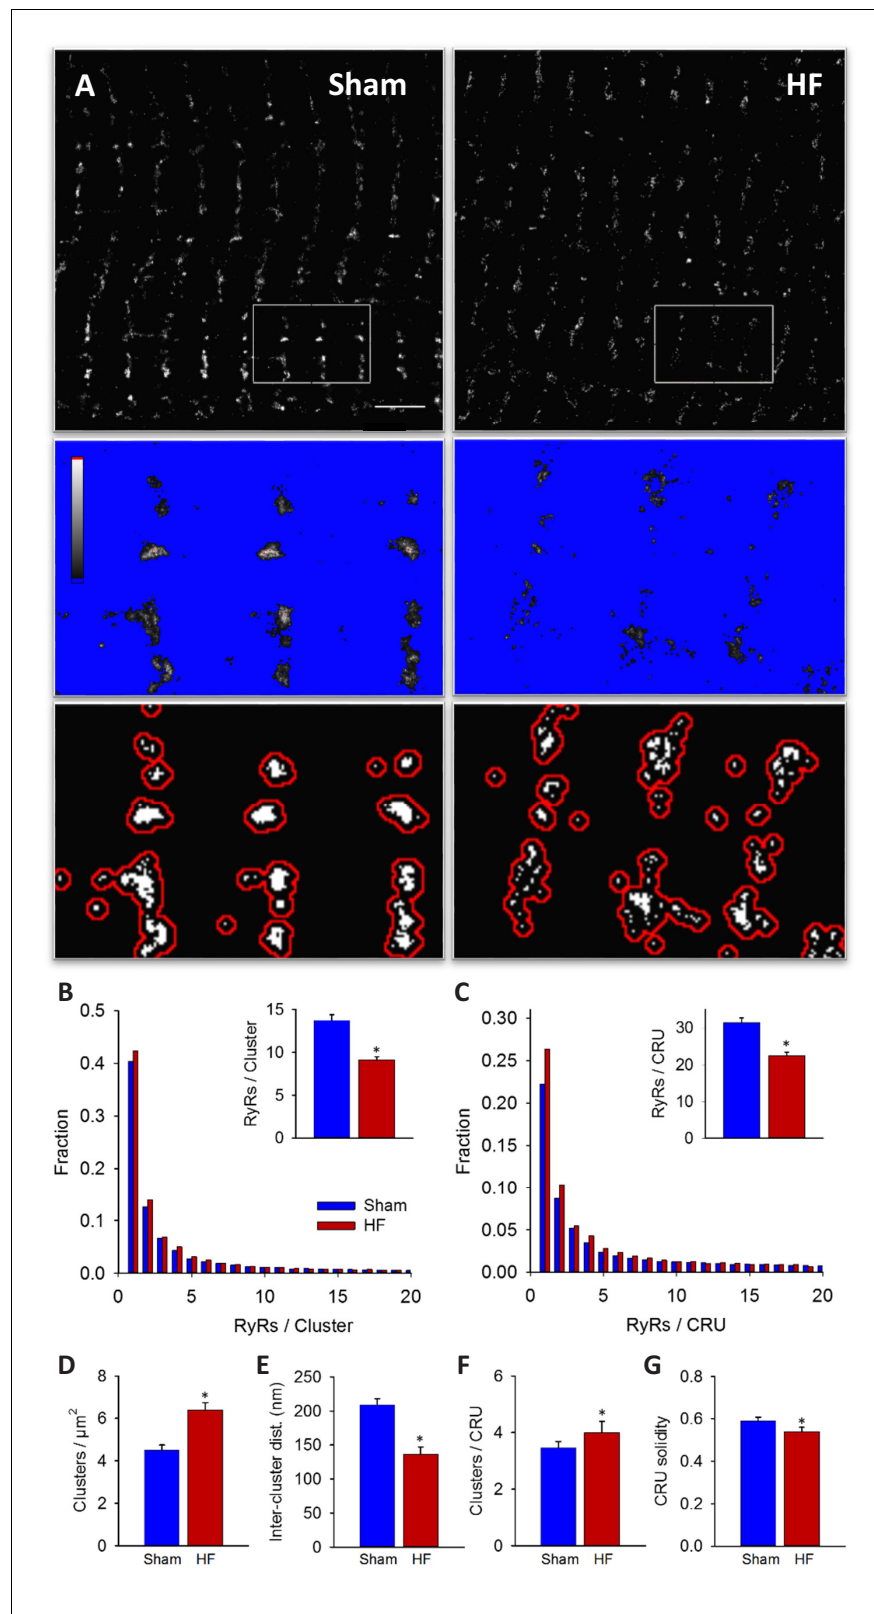 A
Sham
HF
B
0.5
0.4
0.3
0.2
0.1
0.0
Fraction
0 5 10 15 20
RyRs / Cluster
15
10
5
0
RyRs / Cluster
*
Sham
HF
C
0.30
0.25
0.20
0.15
0.10
0.05
0.00
Fraction
0 5 10 15 20
RyRs / CRU
30
20
10
0
RyRs / CRU
*
D
8
6
4
2
0
Clusters / µm²
*
Sham HF
E
250
200
150
100
50
0
Inter-cluster dist. (nm)
*
Sham HF
F
6
4
2
0
Clusters / CRU
*
Sham HF
G
0.8
0.6
0.4
0.2
0.0
CRU solidity
*
Sham HF